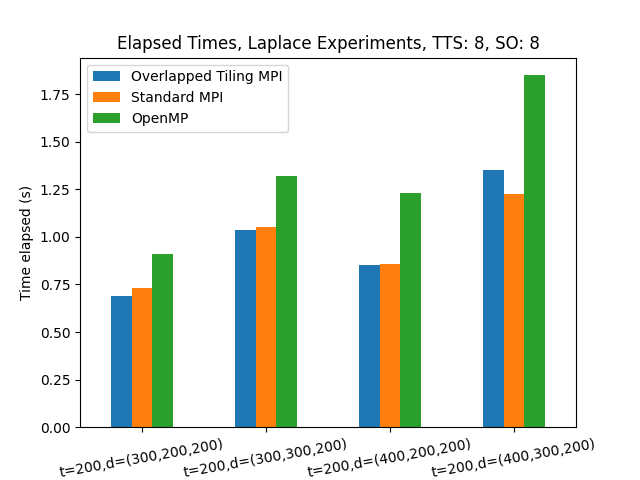 Elapsed Times, Laplace Experiments, TTS: 8, SO: 8
Overlapped Tiling MPI
Standard MPI
OpenMP
Time elapsed (s)
1.75
1.50
1.25
1.00
0.75
0.50
0.25
0.00
t=200,d=(300,200,200)
t=200,d=(300,300,200)
t=200,d=(400,200,200)
t=200,d=(400,300,200)